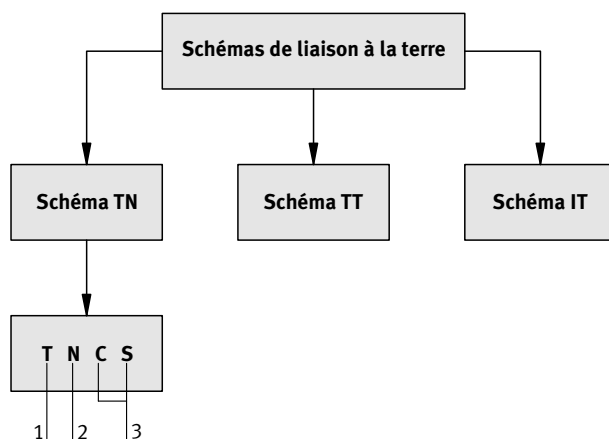 Schémas de liaison à la terre
Schéma TN
Schéma TT
Schéma IT
T N C S
1 2 3